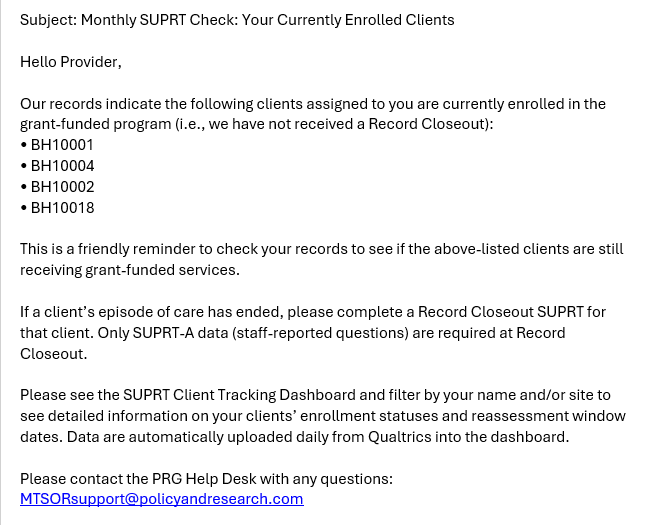 Subject: Monthly SUPRT Check: Your Currently Enrolled Clients
Hello Provider,
Our records indicate the following clients assigned to you are currently enrolled in the
grant-funded program (i.e., we have not received a Record Closeout):
• BH10001
• BH10004
• BH10002
• BH10018
This is a friendly reminder to check your records to see if the above-listed clients are still
receiving grant-funded services.
If a client’s episode of care has ended, please complete a Record Closeout SUPRT for
that client. Only SUPRT-A data (staff-reported questions) are required at Record
Closeout.
Please see the SUPRT Client Tracking Dashboard and filter by your name and/or site to
see detailed information on your clients’ enrollment statuses and reassessment window
dates. Data are automatically uploaded daily from Qualtrics into the dashboard.
Please contact the PRG Help Desk with any questions:
MTSORsupport@policyandresearch.com